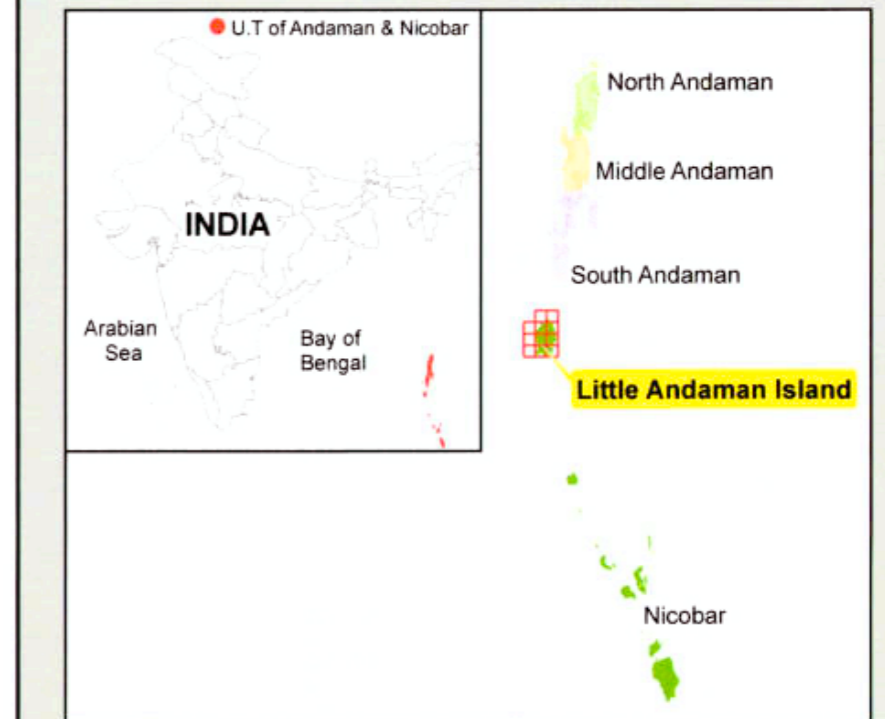 U.T of Andaman & Nicobar
INDIA
Arabian
Sea
Bay of
Bengal
North Andaman
Middle Andaman
South Andaman
Little Andaman Island
Nicobar